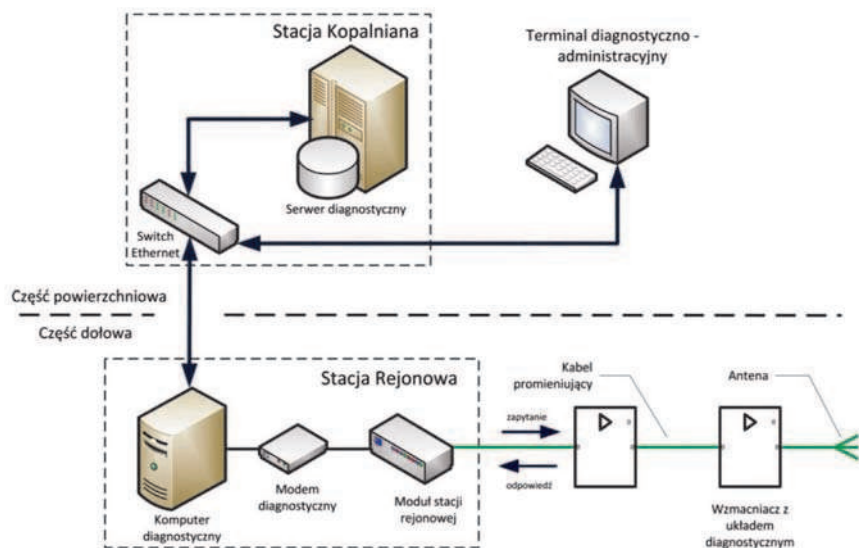 Stacja Kopalniana
Terminal diagnostyczno -
administracyjny
Serwer diagnostyczny
Switch
Ethernet
Część powierzchniowa
Część dołowa
Stacja Rejonowa
Kabel
promieniujący
Antena
zapytanie
odpowiedź
Modem
diagnostyczny
Moduł stacji
rejonowej
Komputer
diagnostyczny
Wzmacniacz z
układem
diagnostycznym